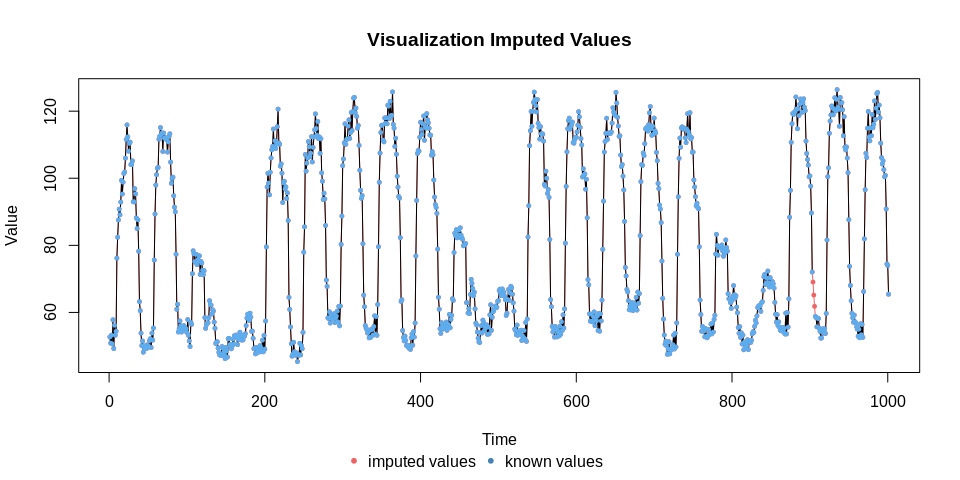 Visualization Imputed Values
Value
120
100
80
60
0 200 400 600 800 1000
Time
imputed values known values